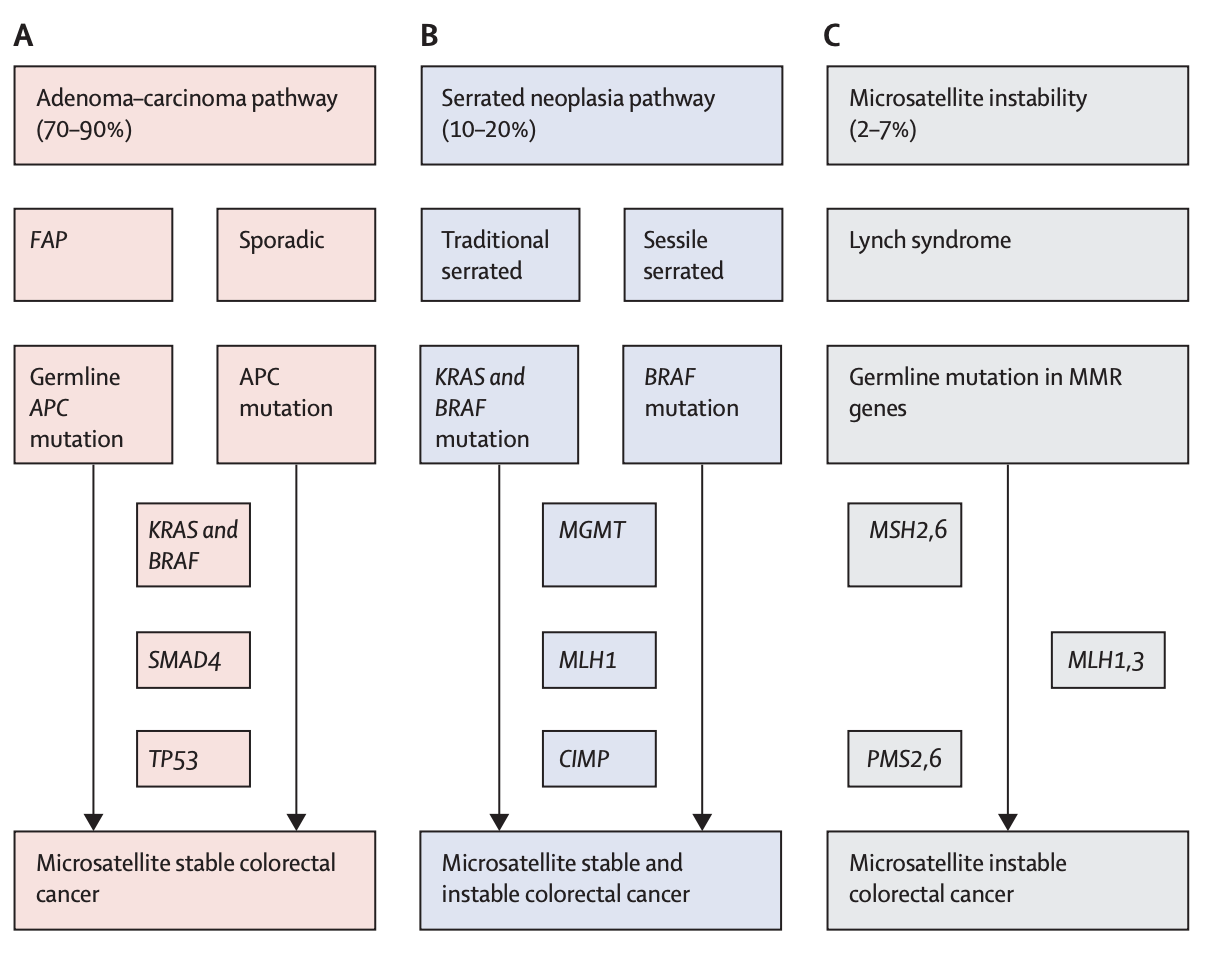 A
Adenoma–carcinoma pathway
(70–90%)
FAP
Sporadic
Germline
APC
mutation
APC
mutation
KRAS and
BRAF
SMAD4
TP53
Microsatellite stable colorectal
cancer
B
Serrated neoplasia pathway
(10–20%)
Traditional
serrated
Sessile
serrated
KRAS and
BRAF
mutation
BRAF
mutation
MGMT
MLH1
CIMP
Microsatellite stable and
instable colorectal cancer
C
Microsatellite instability
(2–7%)
Lynch syndrome
Germline mutation in MMR
genes
MSH2,6
MLH1,3
PMS2,6
Microsatellite instable
colorectal cancer